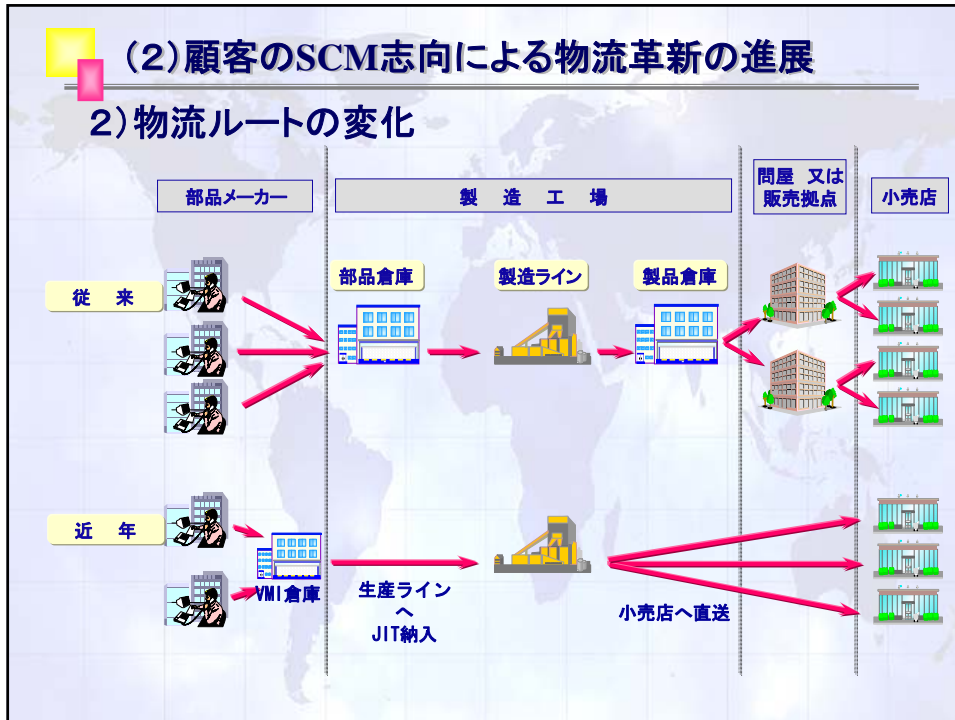 （２）顧客のSCM志向による物流革新の進展
２）物流ルートの変化
部品メーカー
製 造 工 場
問屋 又は
販売拠点
小売店
従 来
部品倉庫
製造ライン
製品倉庫
近 年
VMI倉庫
生産ライン
へ
JIT納入
小売店へ直送